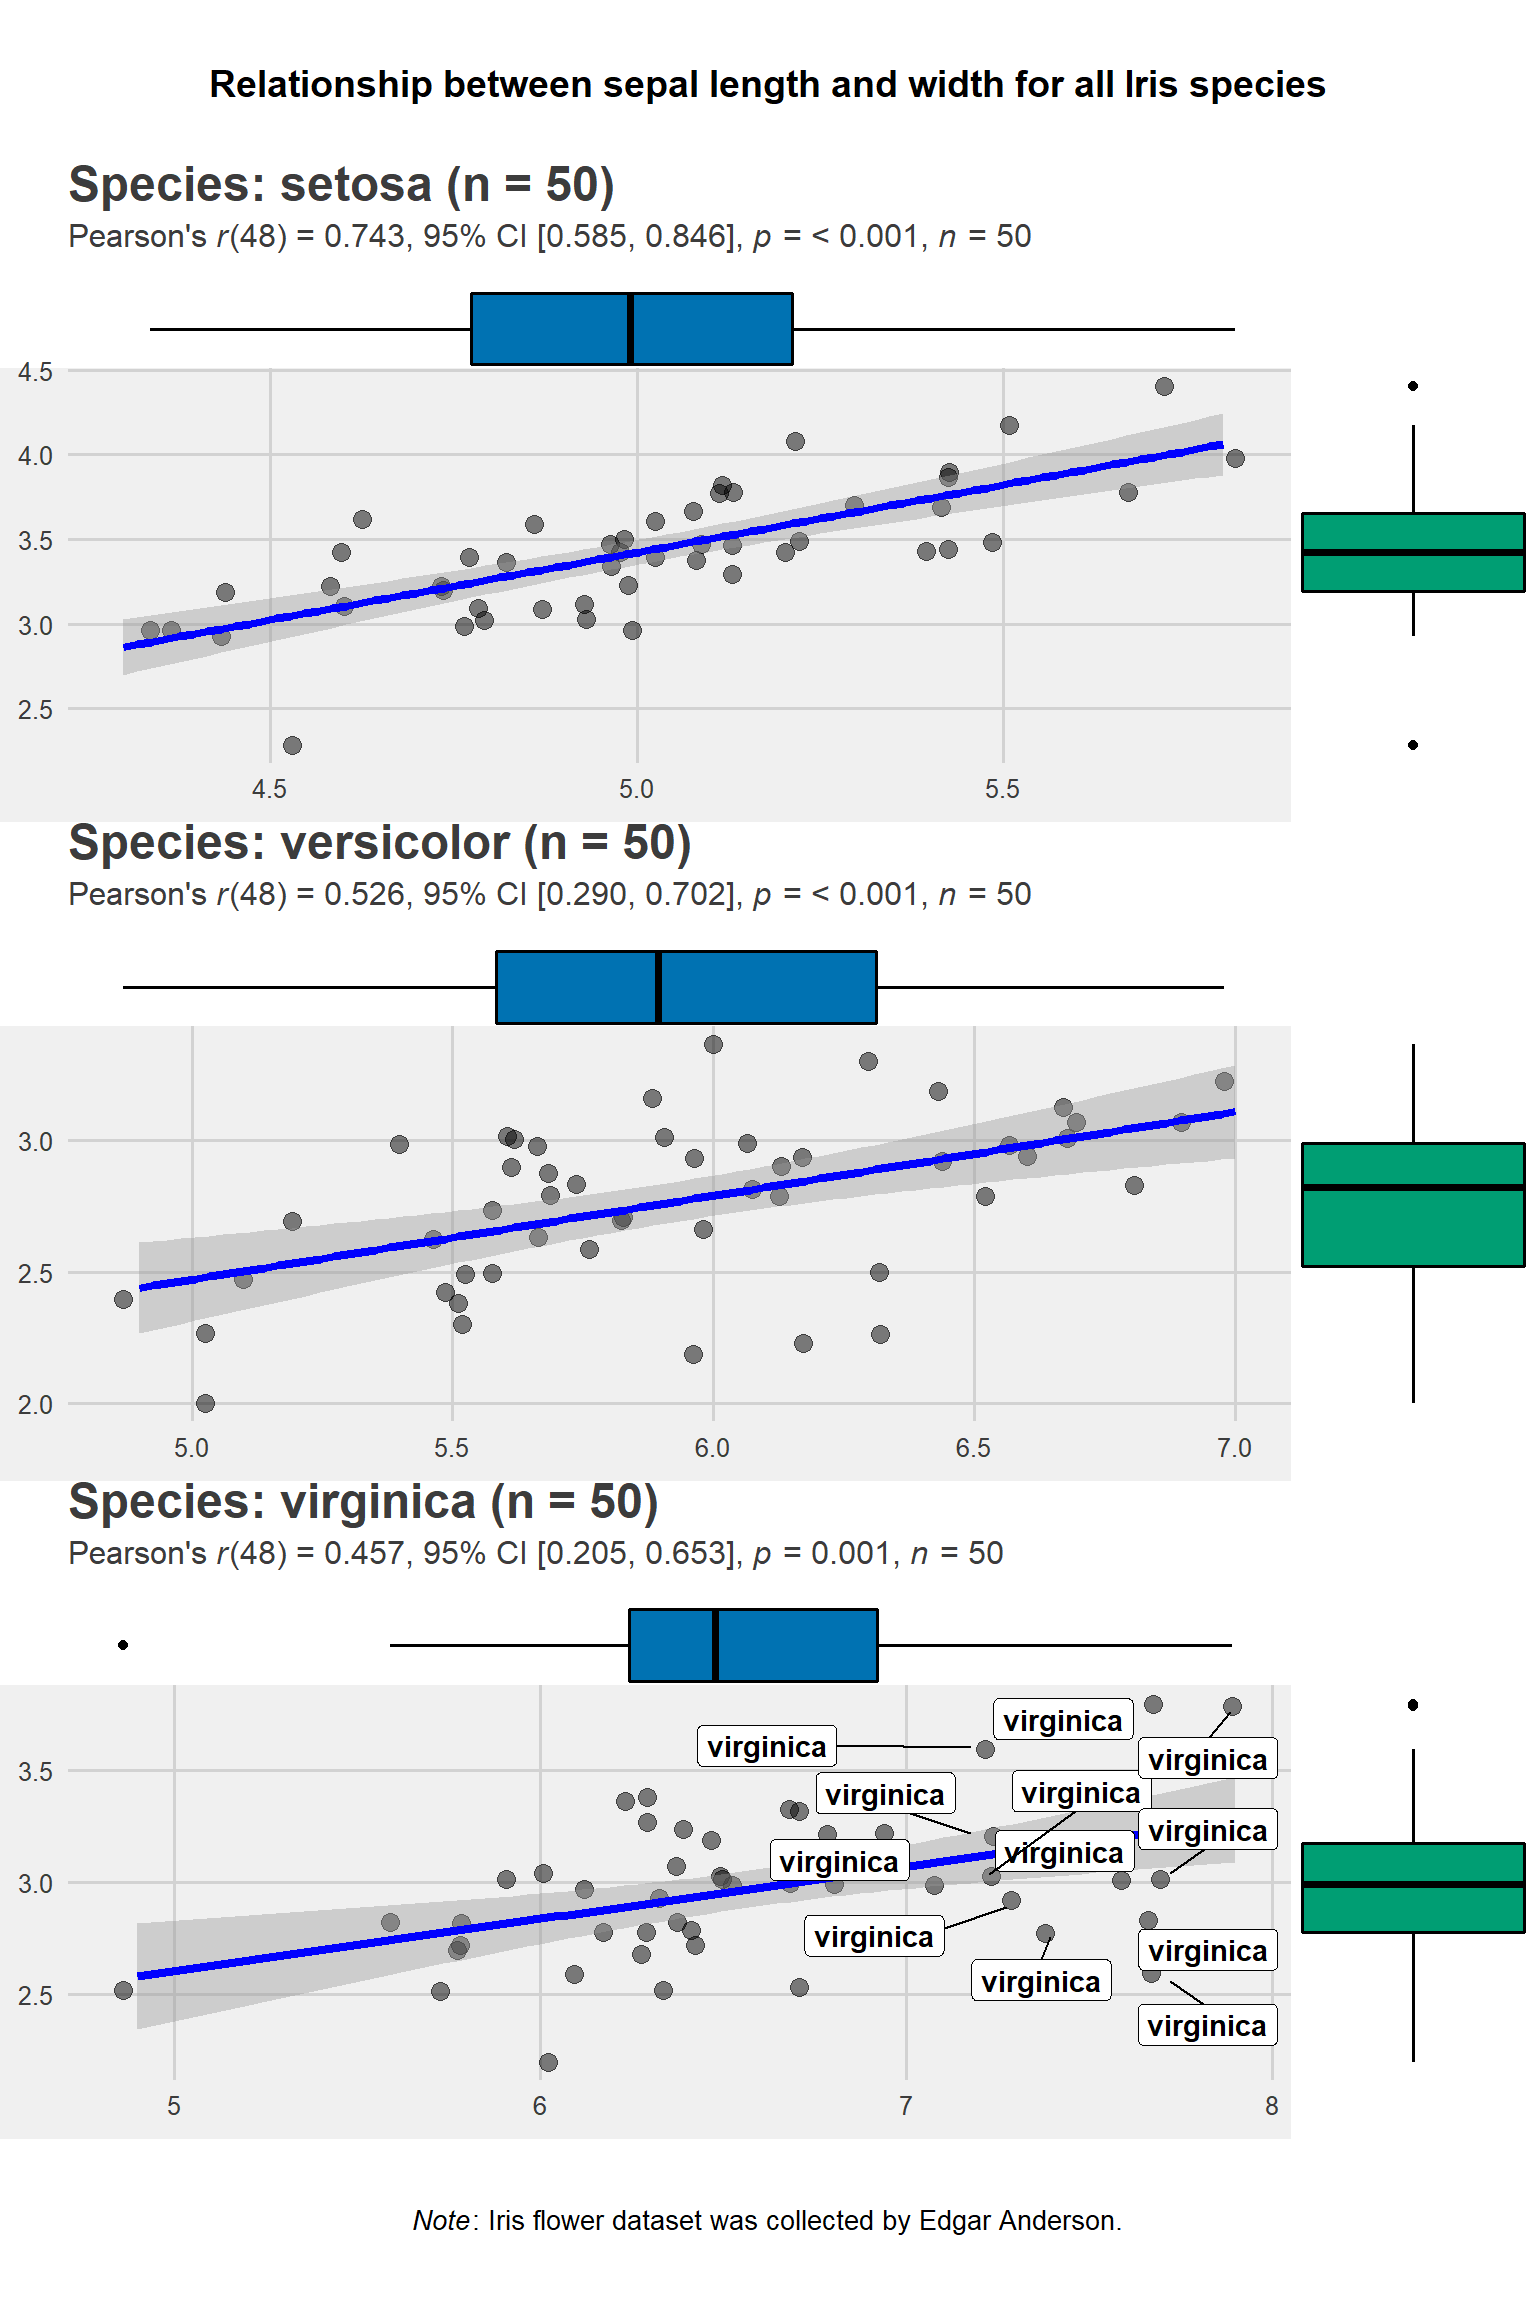 Relationship between sepal length and width for all Iris species
Species: setosa (n = 50)
Pearson's r(48) = 0.743, 95% CI [0.585, 0.846], p = < 0.001, n = 50
4.5
4.0
3.5
3.0
2.5
4.5 5.0 5.5
Species: versicolor (n = 50)
Pearson's r(48) = 0.526, 95% CI [0.290, 0.702], p = < 0.001, n = 50
3.0
2.5
2.0
5.0 5.5 6.0 6.5 7.0
Species: virginica (n = 50)
Pearson's r(48) = 0.457, 95% CI [0.205, 0.653], p = 0.001, n = 50
virginica
virginica
virginica
3.5
virginica
virginica
virginica
virginica
virginica
3.0
virginica
virginica
virginica
2.5
virginica
5 6 7 8
Note: Iris flower dataset was collected by Edgar Anderson.